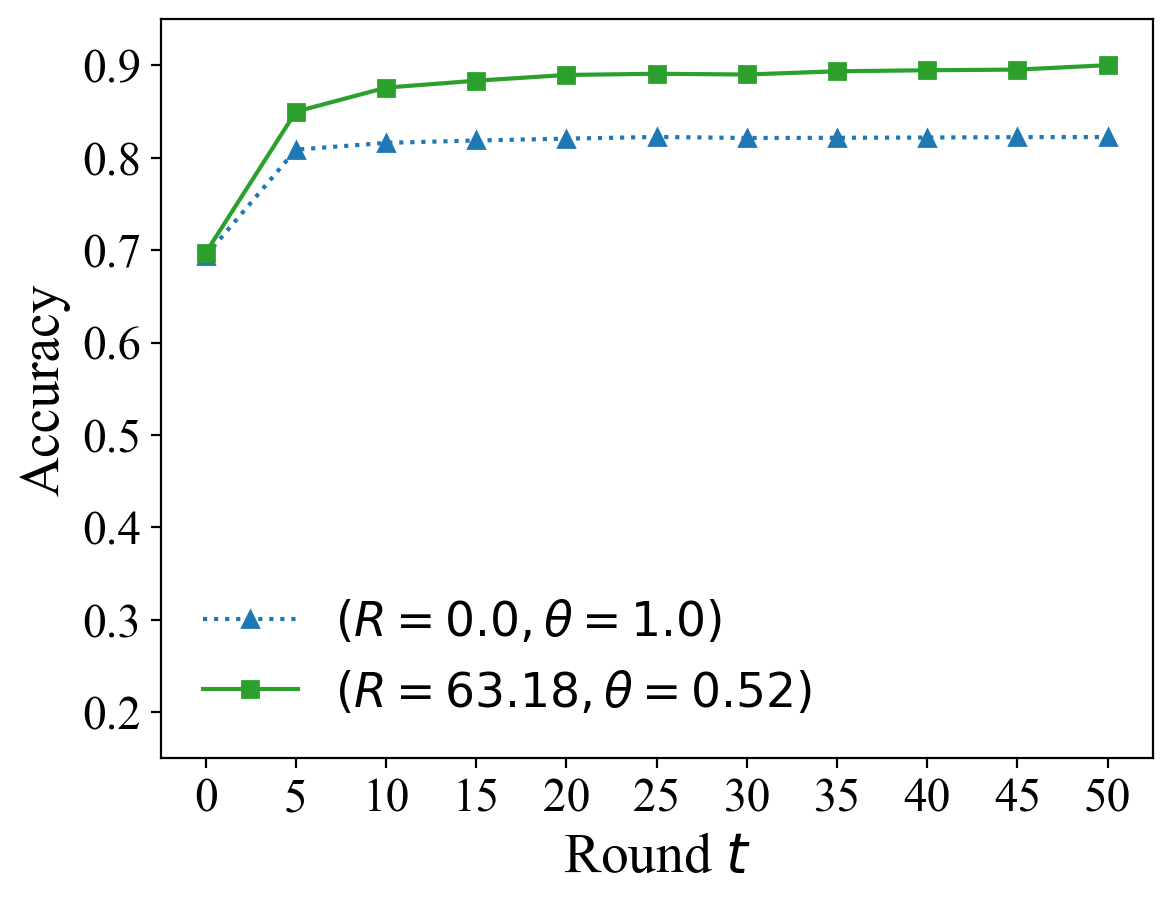 0.9
0.8
0.7
0.6
0.5
0.4
0.3
0.2
Accuracy
(R = 0.0, θ = 1.0)
(R = 63.18, θ = 0.52)
0 5 10 15 20 25 30 35 40 45 50
Round t